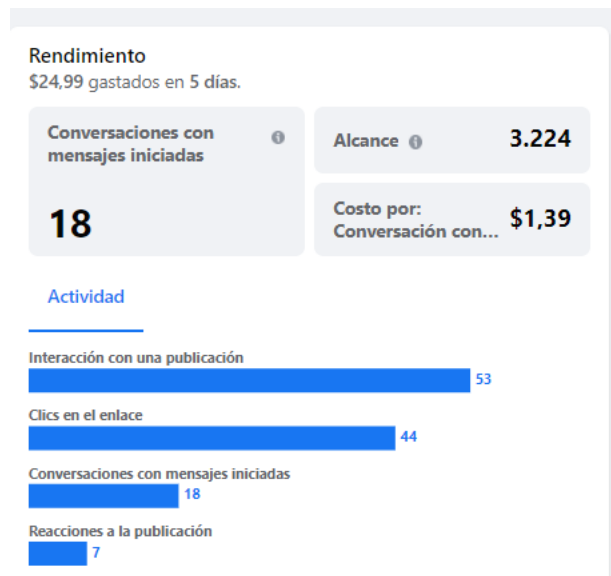 Rendimiento
$24,99 gastados en 5 días.
Conversaciones con
mensajes iniciadas
18
Alcance
3.224
Costo por:
Conversación con...
$1,39
Actividad
Interacción con una publicación
53
Clics en el enlace
44
Conversaciones con mensajes iniciadas
18
Reacciones a la publicación
7